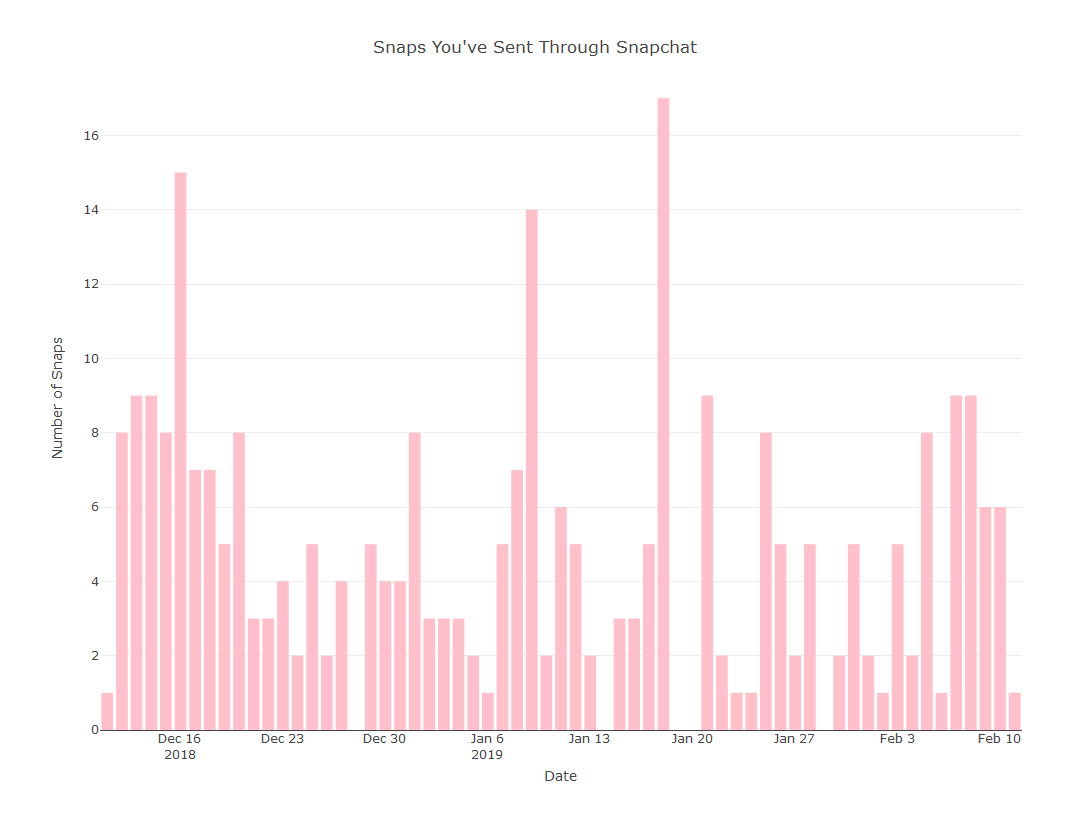 Snaps You've Sent Through Snapchat
16
14
12
10
8
6
4
2
0
Number of Snaps
Dec 16 Dec 23 Dec 30 Jan 6 Jan 13 Jan 20 Jan 27 Feb 3 Feb 10
2018 2019
Date